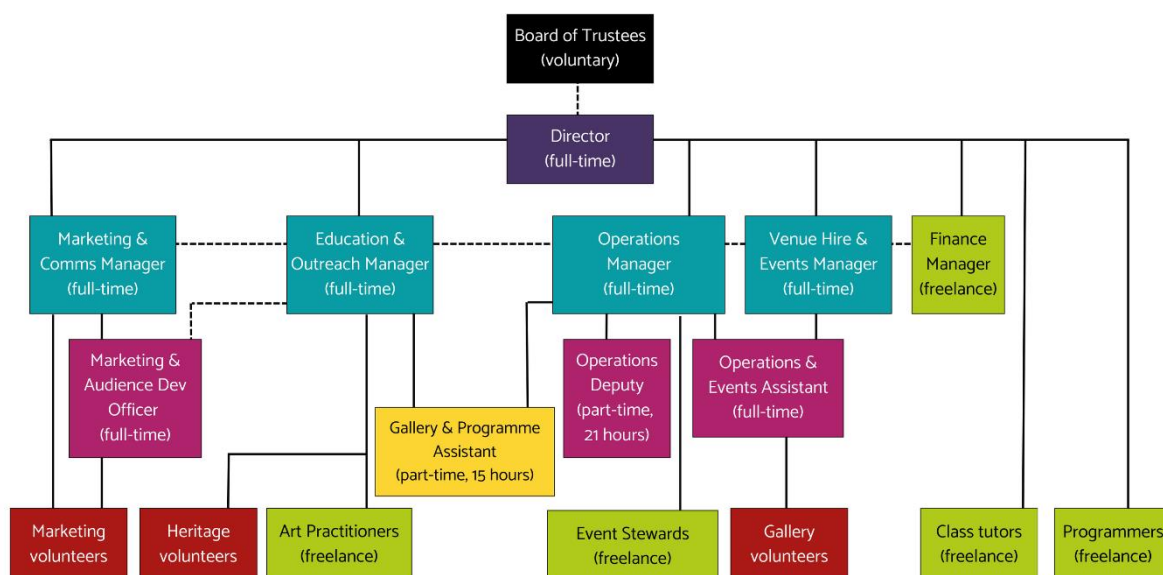 Board of Trustees
(voluntary)
Director
(full-time)
Marketing &
Comms Manager
(full-time)
Education &
Outreach Manager
(full-time)
Operations
Manager
(full-time)
Venue Hire &
Events Manager
(full-time)
Finance
Manager
(freelance)
Marketing &
Audience Dev
Officer
(full-time)
Gallery & Programme
Assistant
(part-time, 15 hours)
Operations
Deputy
(part-time,
21 hours)
Operations &
Events Assistant
(full-time)
Marketing
volunteers
Heritage
volunteers
Art Practitioners
(freelance)
Event Stewards
(freelance)
Gallery
volunteers
Class tutors
(freelance)
Programmers
(freelance)